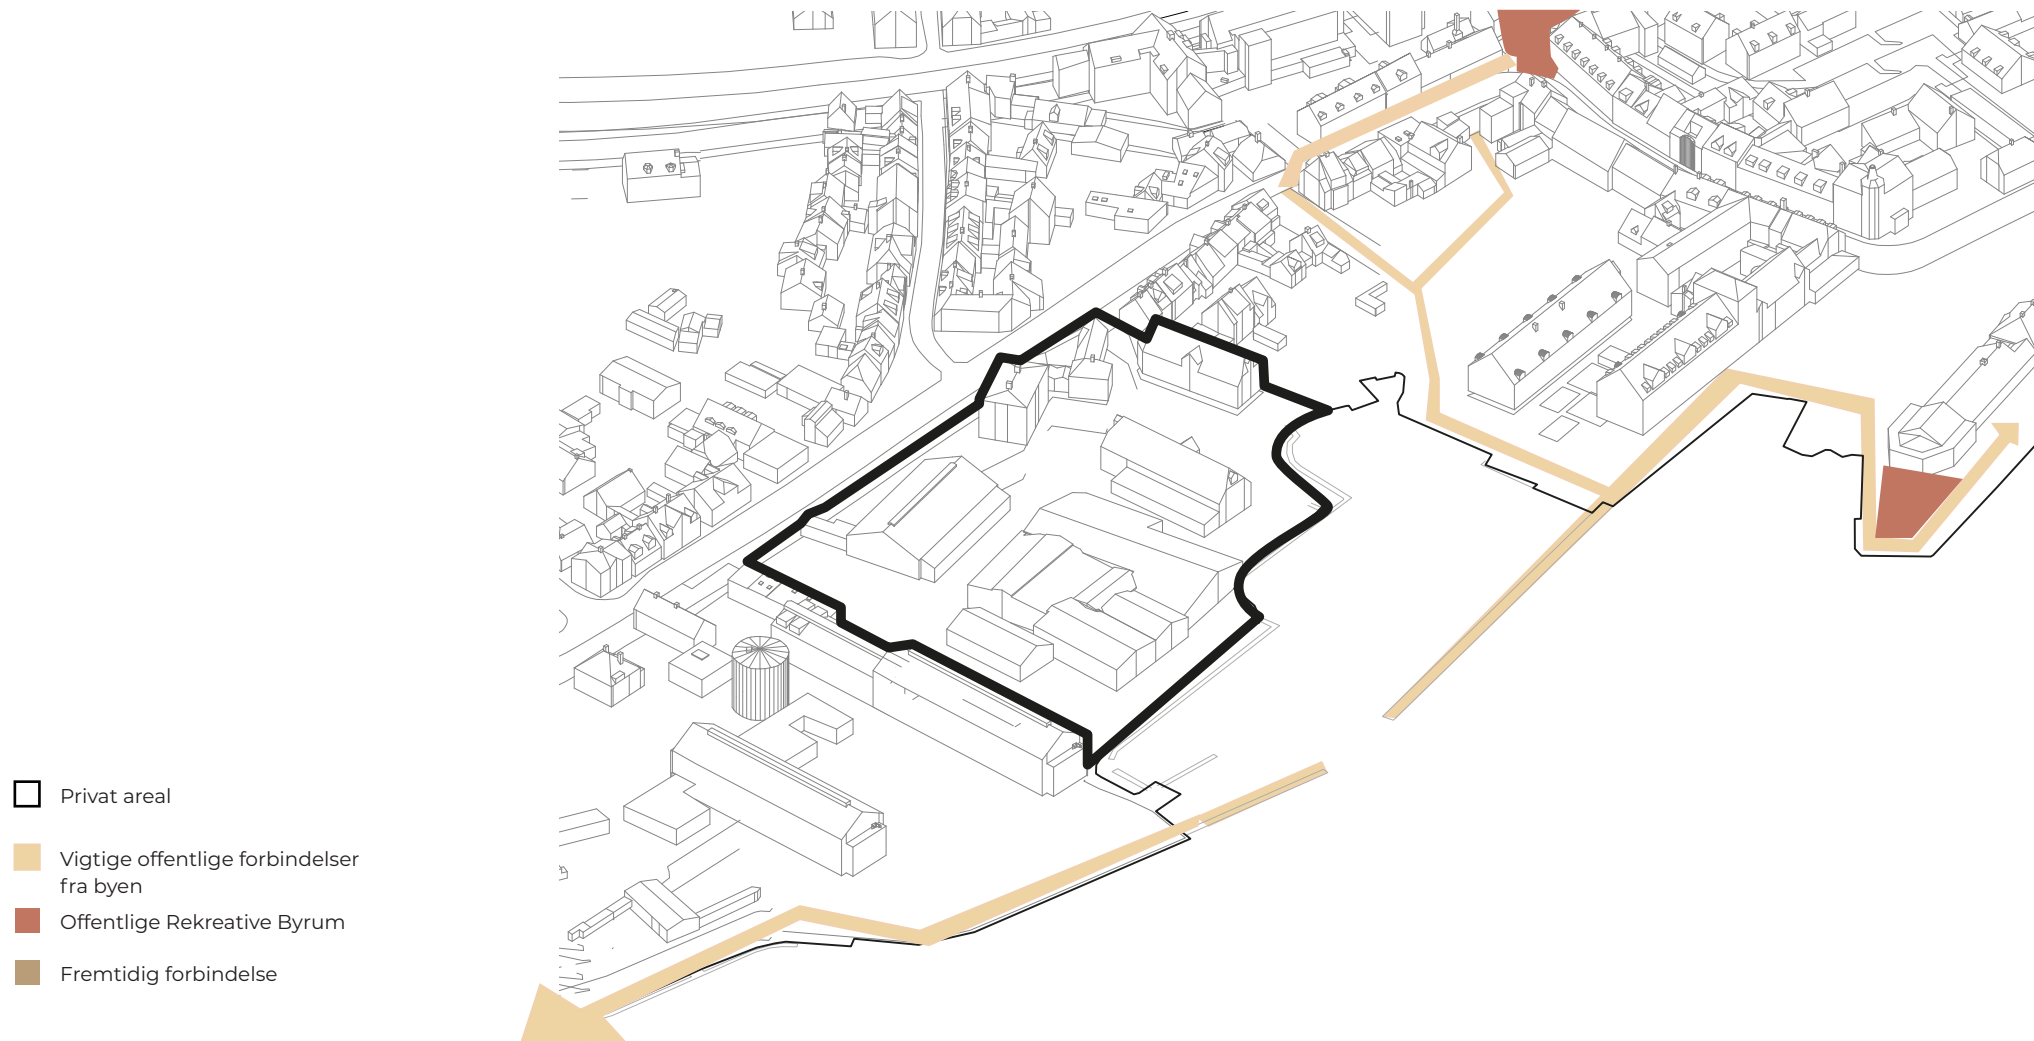 Privat areal
Vigtige offentlige forbindelser
fra byen
Offentlige Rekreative Byrum
Fremtidig forbindelse